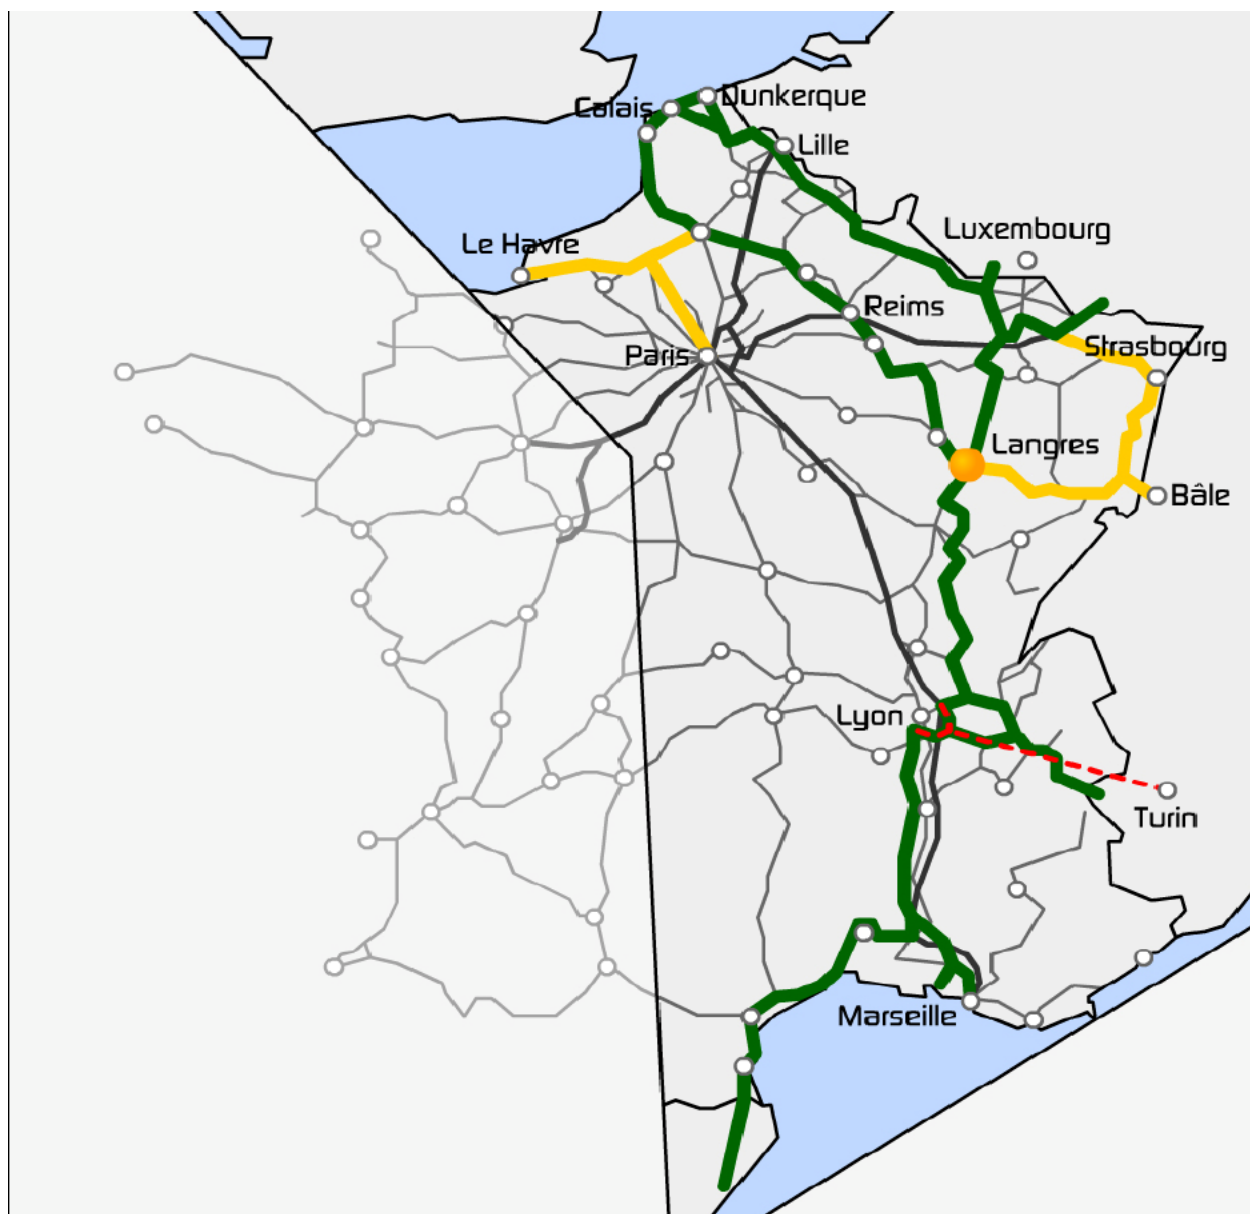 Dunkerque
Calais
Lille
Luxembourg
Le Havre
Reims
Strasbourg
Paris
Langres
Bâle
Lyon
Turin
Marseille